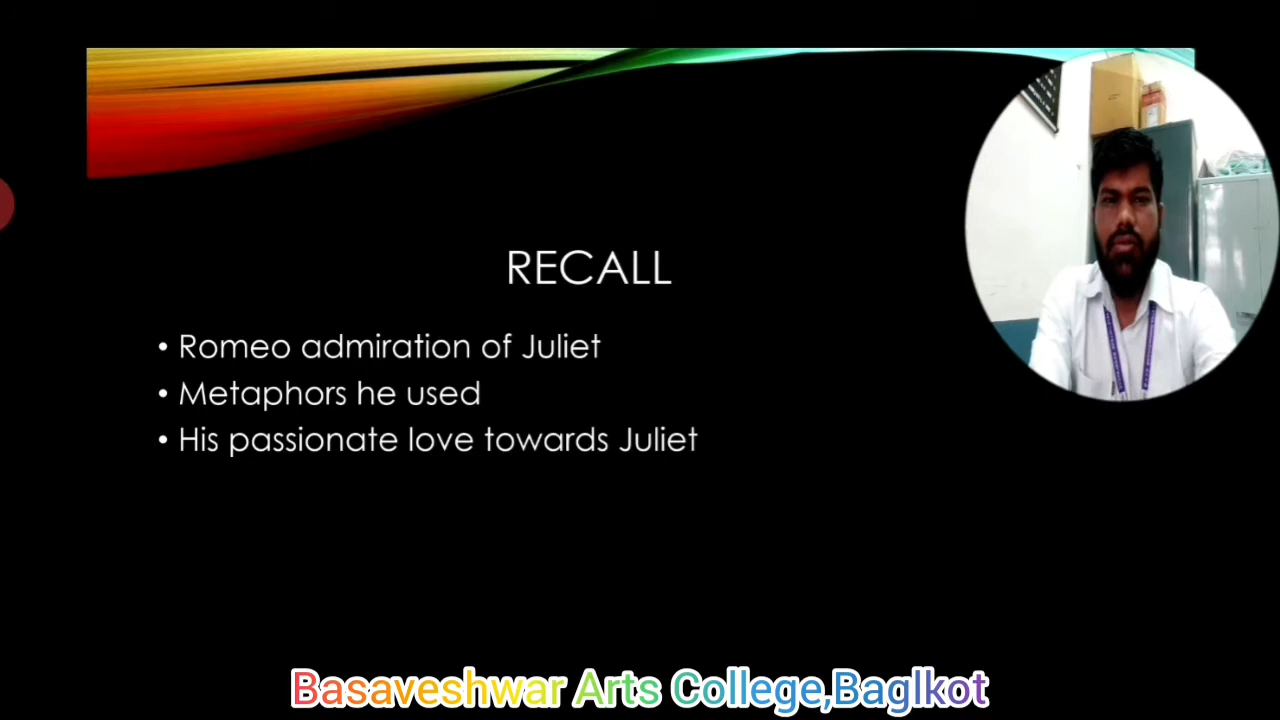 RECALL
• Romeo admiration of Juliet
• Metaphors he used
• His passionate love towards Juliet
Basaveshwar Arts College,Baglkot